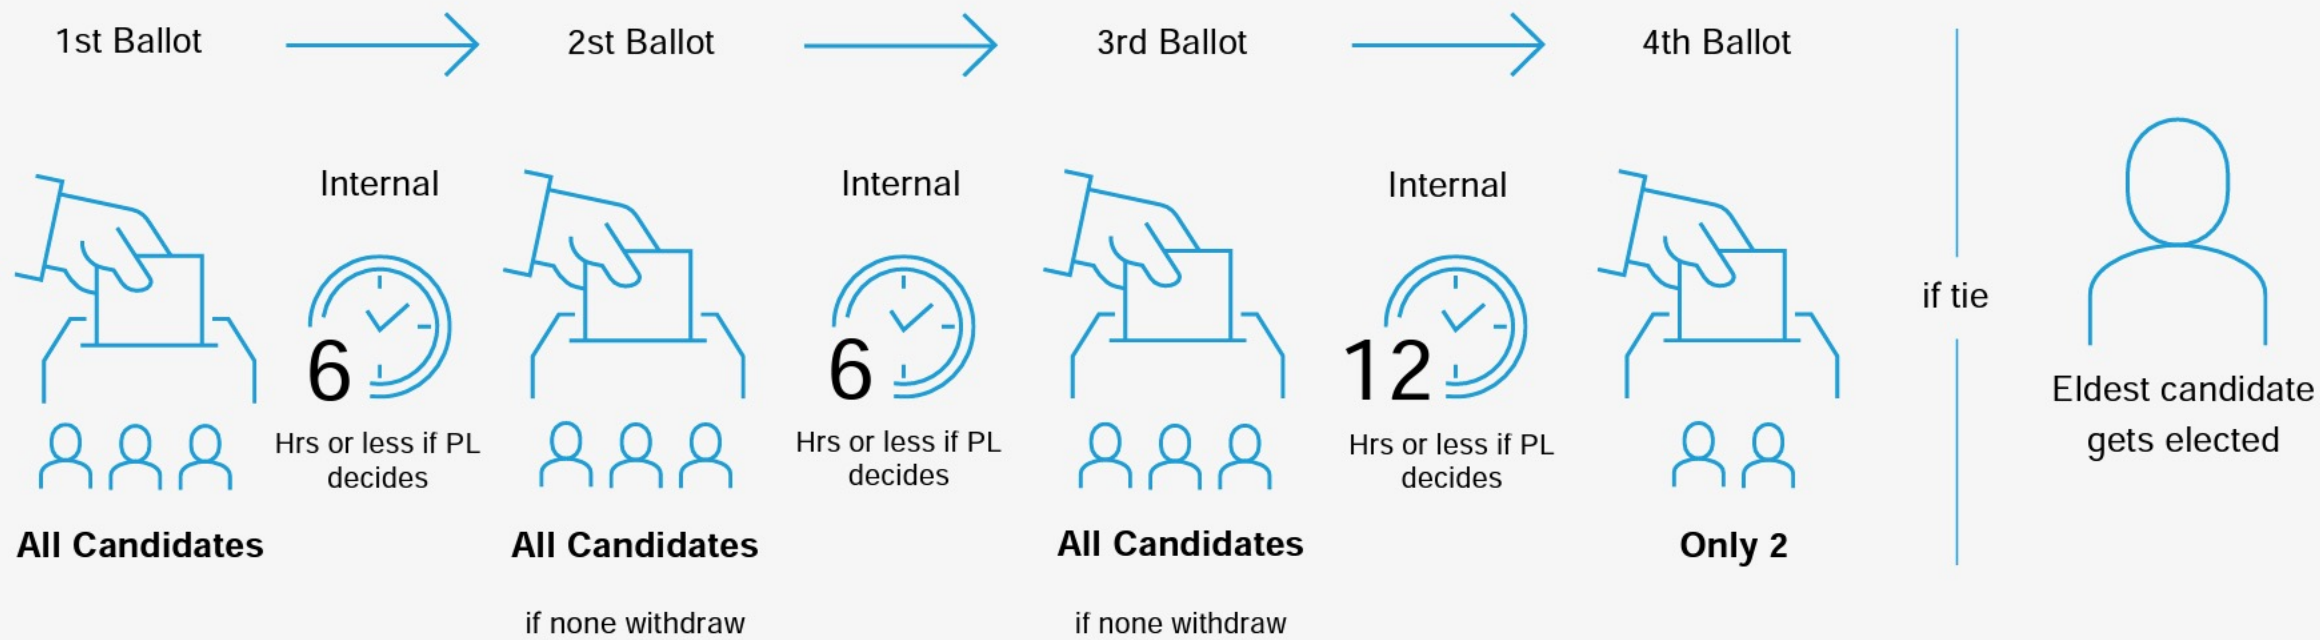 1st Ballot
2st Ballot
3rd Ballot
4th Ballot
Internal
Internal
Internal
6
6
12
Hrs or less if PL
decides
Hrs or less if PL
decides
Hrs or less if PL
decides
All Candidates
All Candidates
All Candidates
Only 2
if none withdraw
if none withdraw
if tie
Eldest candidate
gets elected